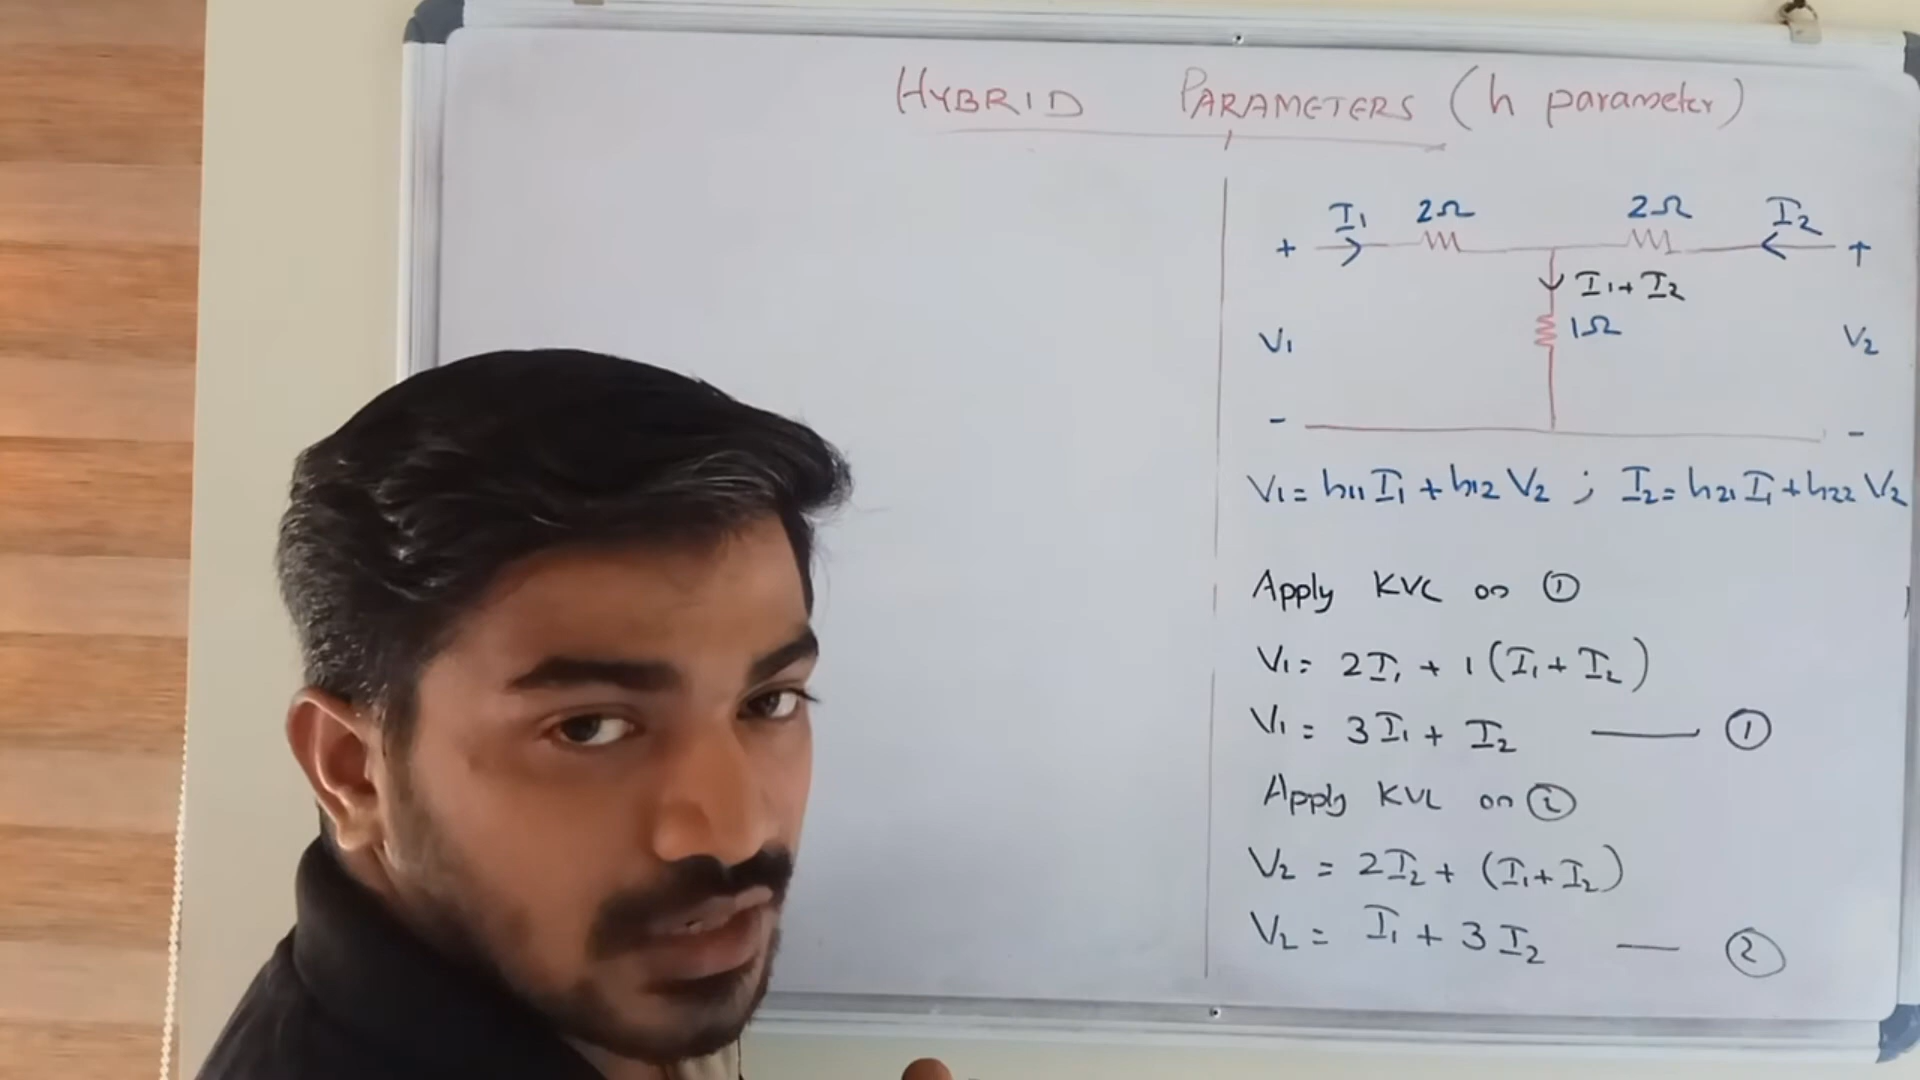 HYBRID PARAMETERS (h parameter)
I1 2Ω 2Ω I2
+ +
I1+I2
1Ω
V1 V2
- -
V1 = h11 I1 + h12 V2 ; I2 = h21 I1 + h22 V2
Apply KVL on ①
V1 = 2I1 + 1(I1+I2)
V1 = 3I1 + I2 —— ①
Apply KVL on ②
V2 = 2I2 + (I1+I2)
V2 = I1 + 3I2 — ②